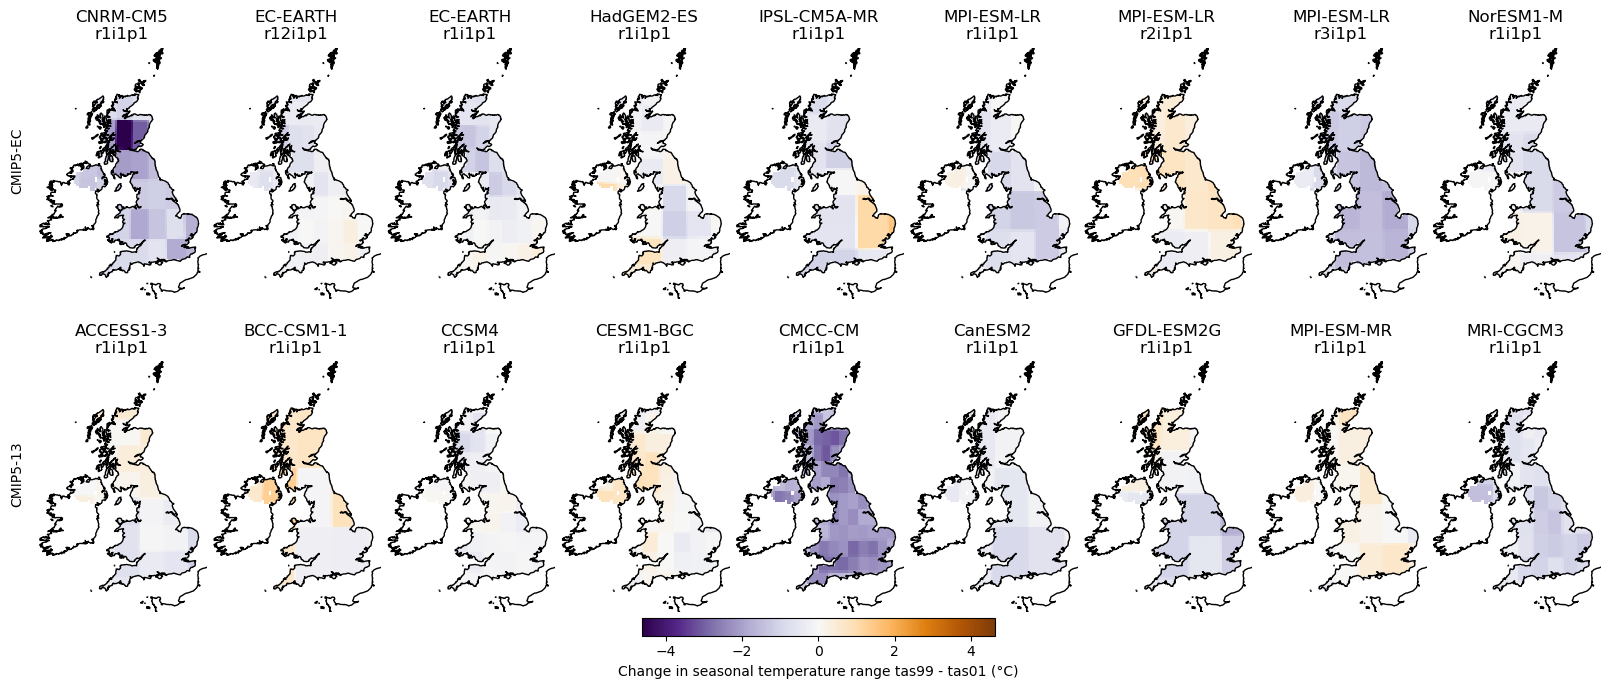 CNRM-CM5 EC-EARTH EC-EARTH HadGEM2-ES IPSL-CM5A-MR MPI-ESM-LR MPI-ESM-LR MPI-ESM-LR NorESM1-M
r1i1p1 r12i1p1 r1i1p1 r1i1p1 r1i1p1 r1i1p1 r2i1p1 r3i1p1 r1i1p1
CMIP5-EC
ACCESS1-3 BCC-CSM1-1 CCSM4 CESM1-BGC CMCC-CM CanESM2 GFDL-ESM2G MPI-ESM-MR MRI-CGCM3
r1i1p1 r1i1p1 r1i1p1 r1i1p1 r1i1p1 r1i1p1 r1i1p1 r1i1p1 r1i1p1
CMIP5-13
−4 −2 0 2 4
Change in seasonal temperature range tas99 - tas01 (°C)